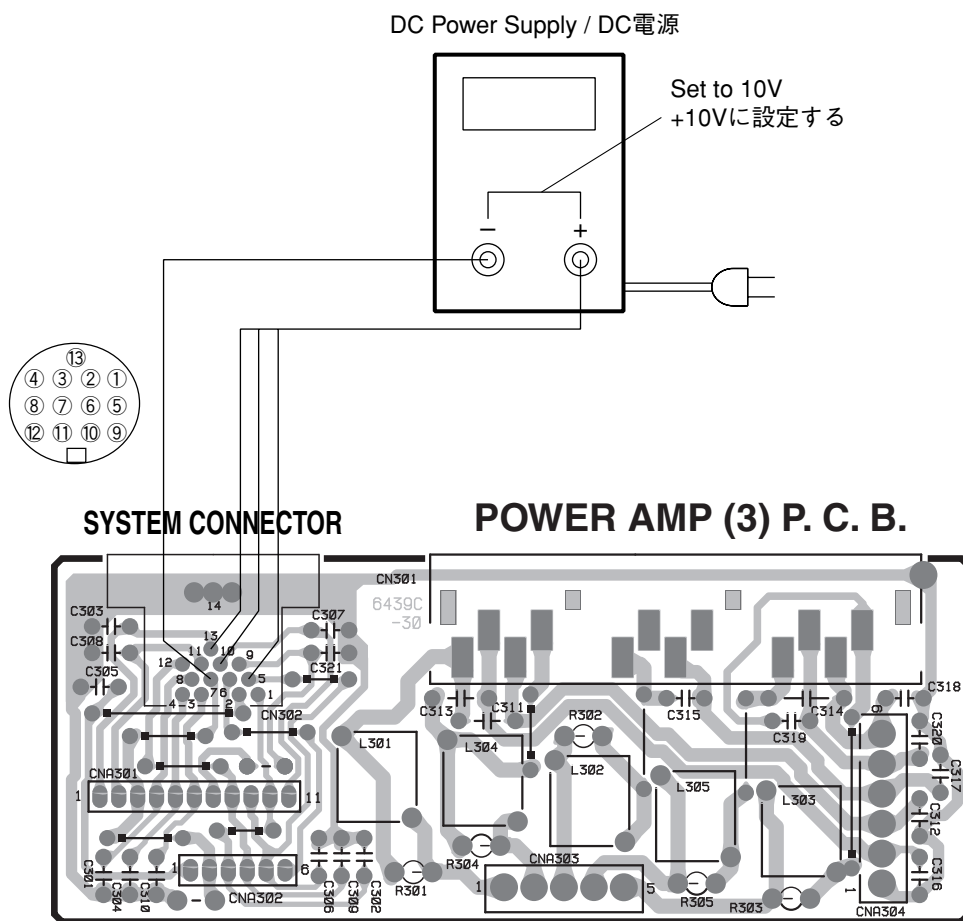 DC Power Supply / DC電源
Set to 10V
+10Vに設定する
− +
⑬
④ ③ ② ①
⑧ ⑦ ⑥ ⑤
⑫ ⑪ ⑩ ⑨
SYSTEM CONNECTOR
POWER AMP (3) P. C. B.
CN301
14
6439C
-30
C303
C307
13
C308
11
10
12
9
C321
8
7
6
5
C305
1
4
3
2
CN302
C313
C311
C315
C314
C318
R302
C319
6
C320
L301
L304
L302
L305
L303
C317
CNA301
1
11
C312
R304
CNA303
1
5
C301
C304
C310
1
6
CNA302
C306
C309
C302
R301
R305
R303
1
C316
CNA304